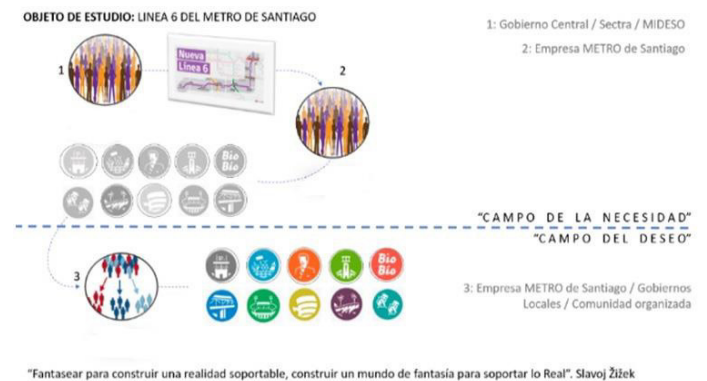 OBJETO DE ESTUDIO: LINEA 6 DEL METRO DE SANTIAGO
1: Gobierno Central / Sectra / MIDESO
2: Empresa METRO de Santiago
1
Nueva
Línea 6
2
Bio
Bio
"CAMPO DE LA NECESIDAD"
"CAMPO DEL DESEO"
3
Bio
Bio
3: Empresa METRO de Santiago / Gobiernos
Locales / Comunidad organizada
"Fantasear para construir una realidad soportable, construir un mundo de fantasía para soportar lo Real". Slavoj Žižek